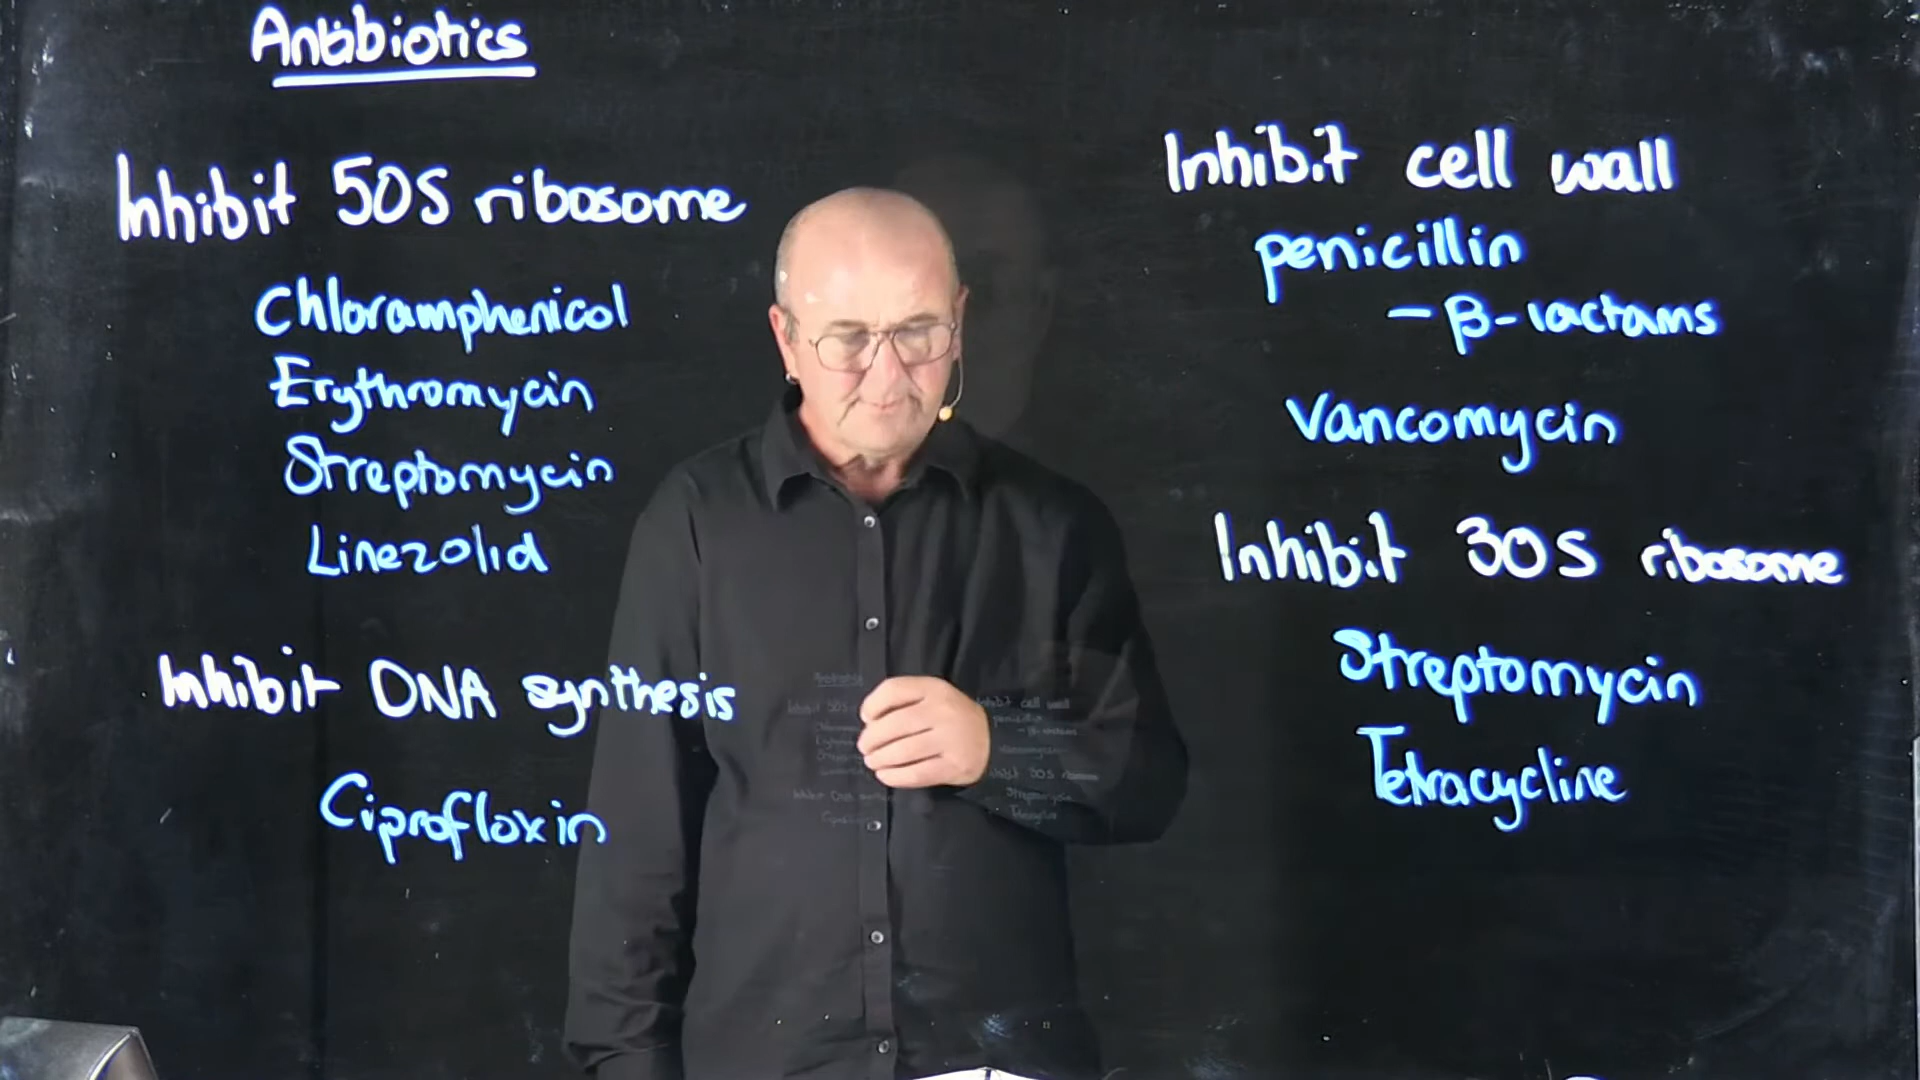 Antibiotics
Inhibit 50S ribosome
Chloramphenicol
Erythromycin
Streptomycin
Linezolid
Inhibit DNA synthesis
Ciprofloxin
Inhibit cell wall
penicillin
- β-lactams
Vancomycin
Inhibit 30S ribosome
Streptomycin
Tetracycline